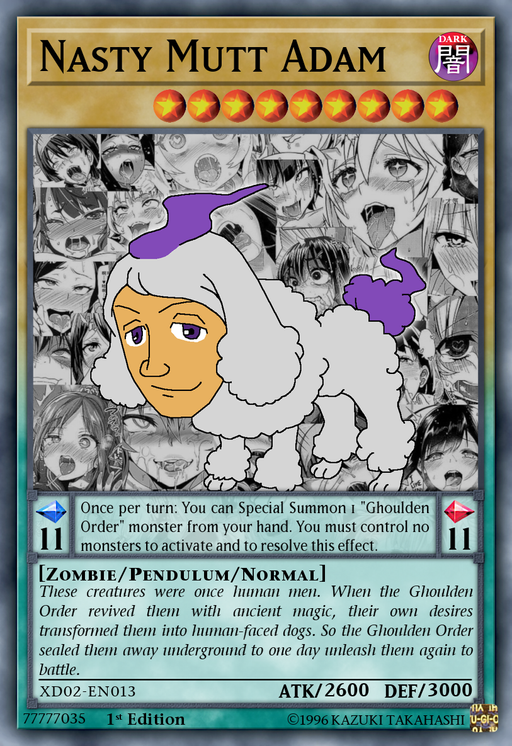 NASTY MUTT ADAM
DARK
闇
Once per turn: You can Special Summon 1 "Ghoulden
Order" monster from your hand. You must control no
monsters to activate and to resolve this effect.
11
11
[ZOMBIE/PENDULUM/NORMAL]
These creatures were once human men. When the Ghoulden
Order revived them with ancient magic, their own desires
transformed them into human-faced dogs. So the Ghoulden Order
sealed them away underground to one day unleash them again to
battle.
XD02-EN013
ATK/2600 DEF/3000
77777035 1st Edition ©1996 KAZUKI TAKAHASHI